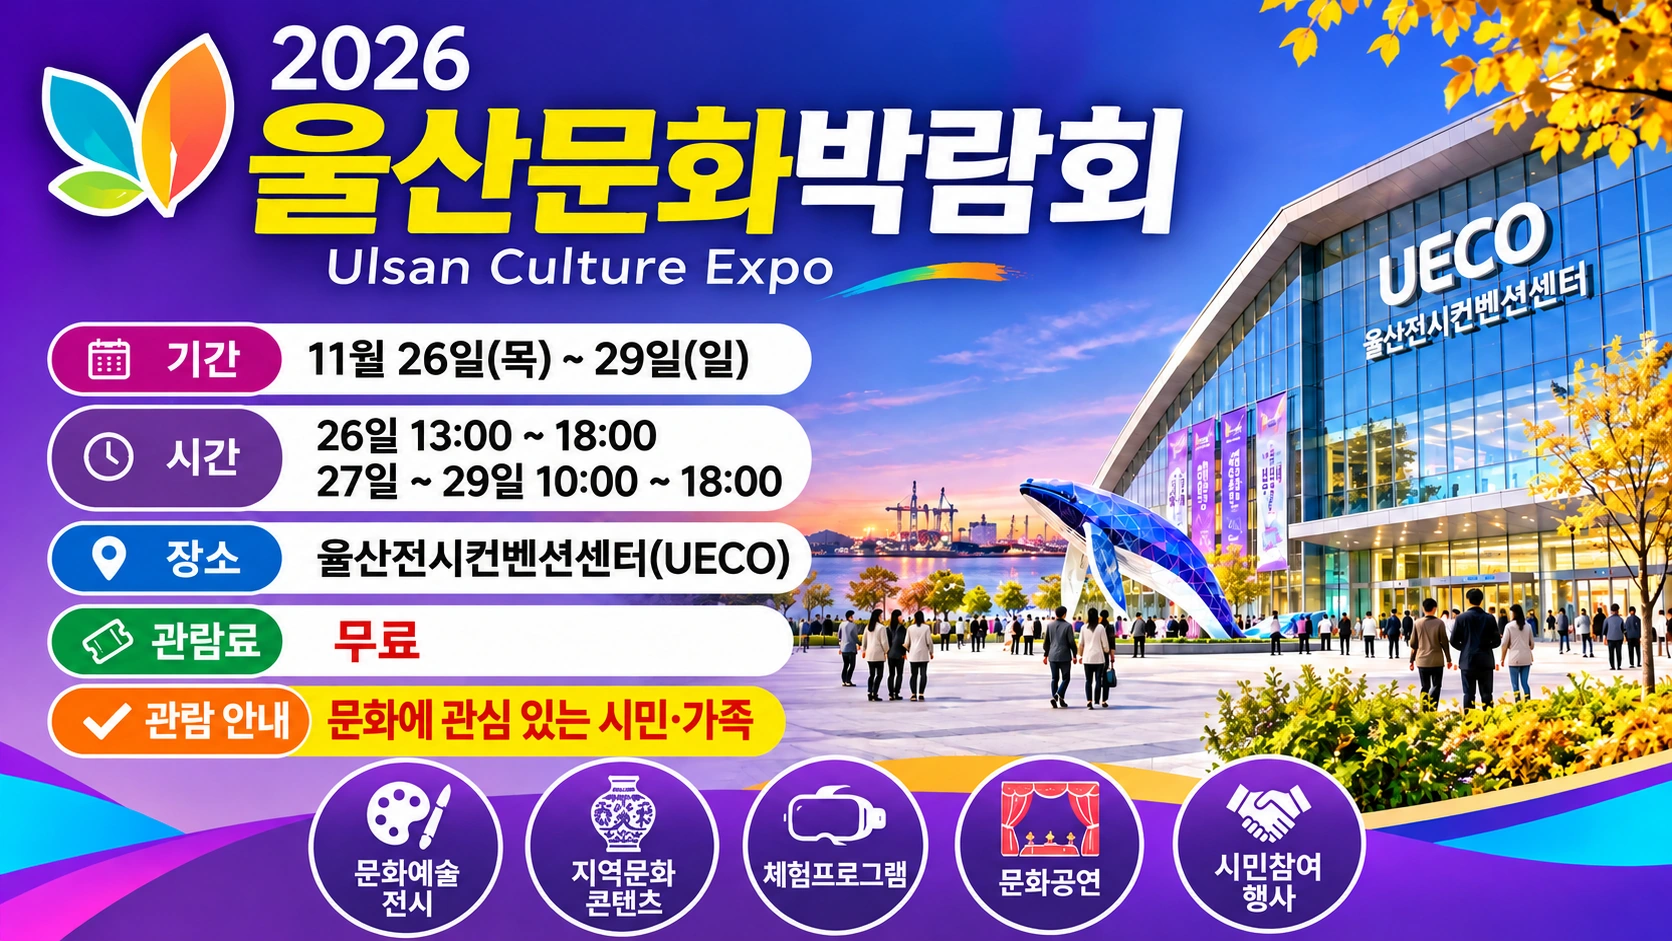 2026
울산문화박람회
Ulsan Culture Expo
기간 11월 26일(목) ~ 29일(일)
시간 26일 13:00 ~ 18:00
27일 ~ 29일 10:00 ~ 18:00
장소 울산전시컨벤션센터(UECO)
관람료 무료
관람 안내 문화에 관심 있는 시민·가족
UECO
울산전시컨벤션센터
문화예술
전시
지역문화
콘텐츠
체험프로그램
문화공연
시민참여
행사